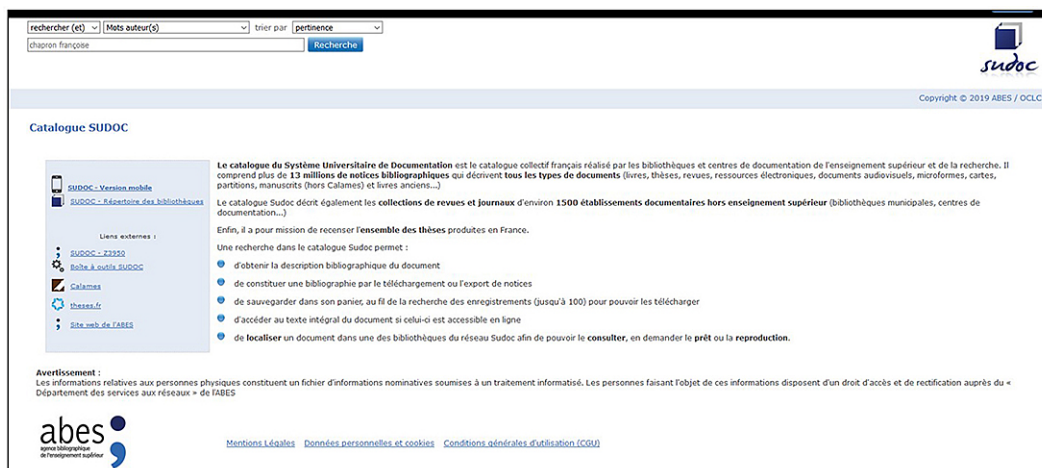 rechercher (et) Mots auteur(s) trier par pertinence
chapron françoise Recherche
sudoc
Copyright © 2019 ABES / OCLC
Catalogue SUDOC
SUDOC - Version mobile
SUDOC - Répertoire des bibliothèques
Liens externes :
SUDOC - Z3950
Boîte à outils SUDOC
Calames
theses.fr
Site web de l'ABES
Le catalogue du Système Universitaire de Documentation est le catalogue collectif français réalisé par les bibliothèques et centres de documentation de l'enseignement supérieur et de la recherche. Il
comprend plus de 13 millions de notices bibliographiques qui décrivent tous les types de documents (livres, thèses, revues, ressources électroniques, documents audiovisuels, microformes, cartes,
partitions, manuscrits (hors Calames) et livres anciens...)
Le catalogue Sudoc décrit également les collections de revues et journaux d'environ 1500 établissements documentaires hors enseignement supérieur (bibliothèques municipales, centres de
documentation...)
Enfin, il a pour mission de recenser l'ensemble des thèses produites en France.
Une recherche dans le catalogue Sudoc permet :
d'obtenir la description bibliographique du document
de constituer une bibliographie par le téléchargement ou l'export de notices
de sauvegarder dans son panier, au fil de la recherche des enregistrements (jusqu'à 100) pour pouvoir les télécharger
d'accéder au texte intégral du document si celui-ci est accessible en ligne
de localiser un document dans une des bibliothèques du réseau Sudoc afin de pouvoir le consulter, en demander le prêt ou la reproduction.
Avertissement :
Les informations relatives aux personnes physiques constituent un fichier d'informations nominatives soumises à un traitement informatisé. Les personnes faisant l'objet de ces informations disposent d'un droit d'accès et de rectification auprès du «
Département des services aux réseaux » de l'ABES
abes
agence bibliographique
de l'enseignement supérieur
Mentions Légales Données personnelles et cookies Conditions générales d'utilisation (CGU)